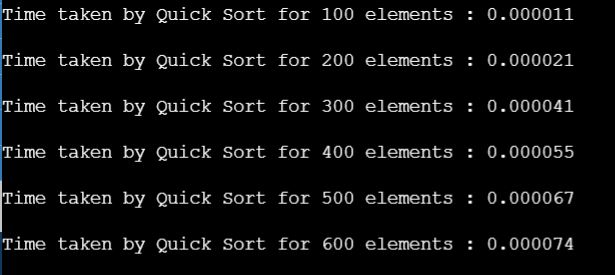 Time taken by Quick Sort for 100 elements : 0.000011
Time taken by Quick Sort for 200 elements : 0.000021
Time taken by Quick Sort for 300 elements : 0.000041
Time taken by Quick Sort for 400 elements : 0.000055
Time taken by Quick Sort for 500 elements : 0.000067
Time taken by Quick Sort for 600 elements : 0.000074